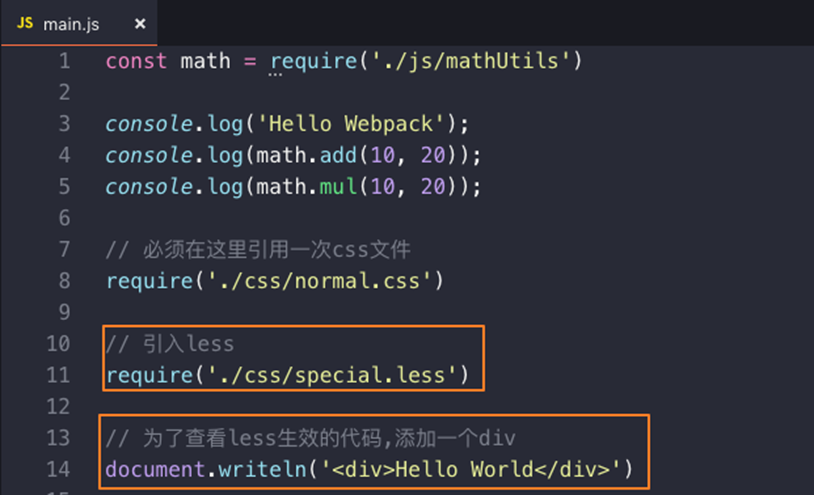 JS main.js ×
1 const math = require('./js/mathUtils')
2
3 console.log('Hello Webpack');
4 console.log(math.add(10, 20));
5 console.log(math.mul(10, 20));
6
7 // 必须在这里引用一次css文件
8 require('./css/normal.css')
9
10 // 引入less
11 require('./css/special.less')
12
13 // 为了查看less生效的代码,添加一个div
14 document.writeln('<div>Hello World</div>')